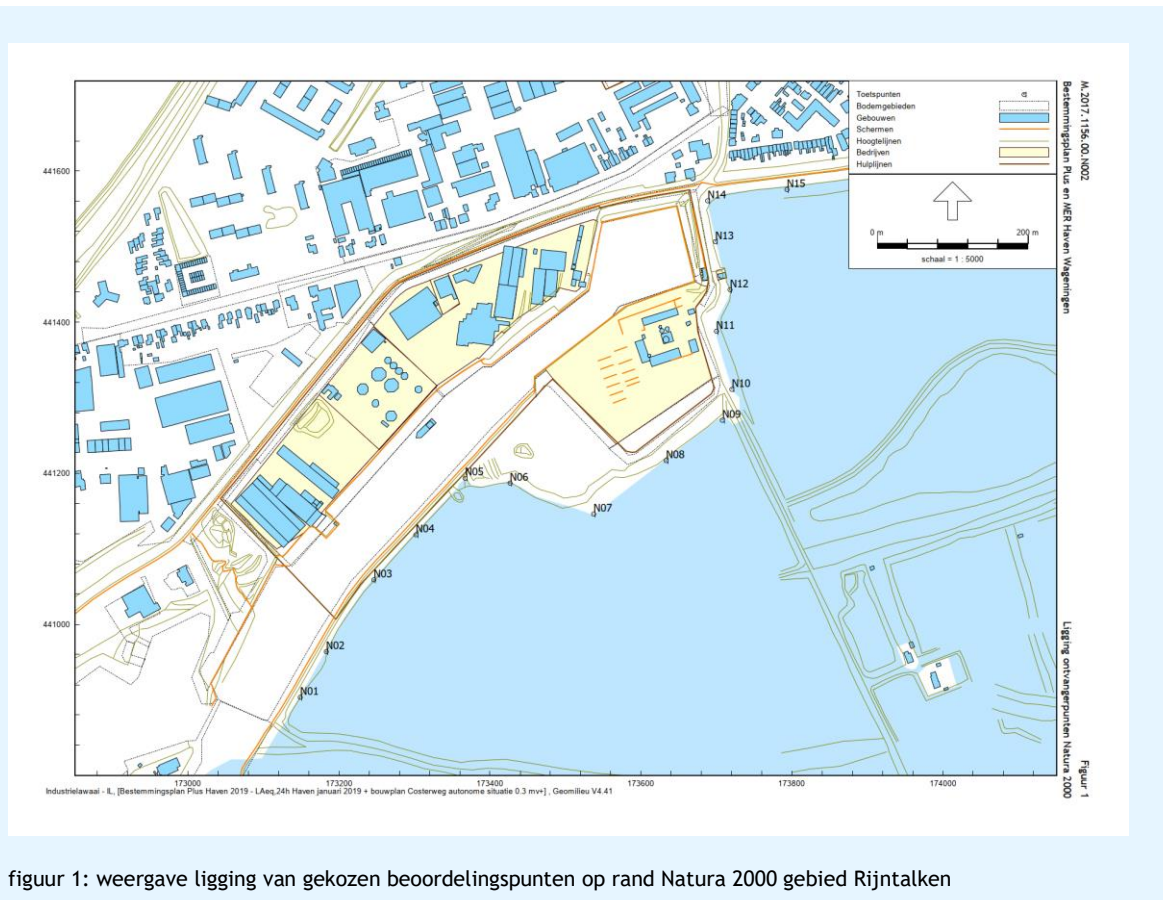 Toetspunten
Bodemgebieden
Gebouwen
Schermen
Hoogtelijnen
Bedrijven
Hulplijnen
0 m 200 m
schaal = 1 : 5000
M.2017.1156.00.N002
Bestemmingsplan Plus en MER Haven Wageningen
441600
441400
441200
441000
N15
N14
N13
N12
N11
N10
N09
N08
N07
N06
N05
N04
N03
N02
N01
173000 173200 173400 173600 173800 174000
Industrielawaai - IL, [Bestemmingsplan Plus Haven 2019 - LAeq,24h Haven januari 2019 + bouwplan Costerweg autonome situatie 0.3 mv+] , Geomilieu V4.41
Figuur 1
Ligging ontvangerpunten Natura 2000
figuur 1: weergave ligging van gekozen beoordelingspunten op rand Natura 2000 gebied Rijntalken